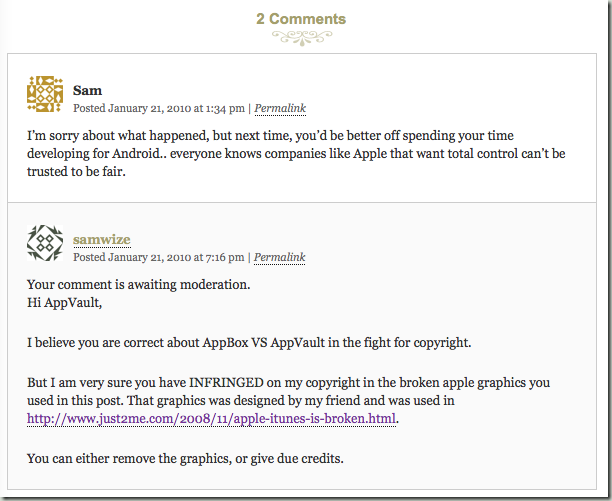 2 Comments
Sam
Posted January 21, 2010 at 1:34 pm | Permalink
I'm sorry about what happened, but next time, you'd be better off spending your time
developing for Android.. everyone knows companies like Apple that want total control can't be
trusted to be fair.
samwize
Posted January 21, 2010 at 7:16 pm | Permalink
Your comment is awaiting moderation.
Hi AppVault,
I believe you are correct about AppBox VS AppVault in the fight for copyright.
But I am very sure you have INFRINGED on my copyright in the broken apple graphics you
used in this post. That graphics was designed by my friend and was used in
http://www.just2me.com/2008/11/apple-itunes-is-broken.html.
You can either remove the graphics, or give due credits.